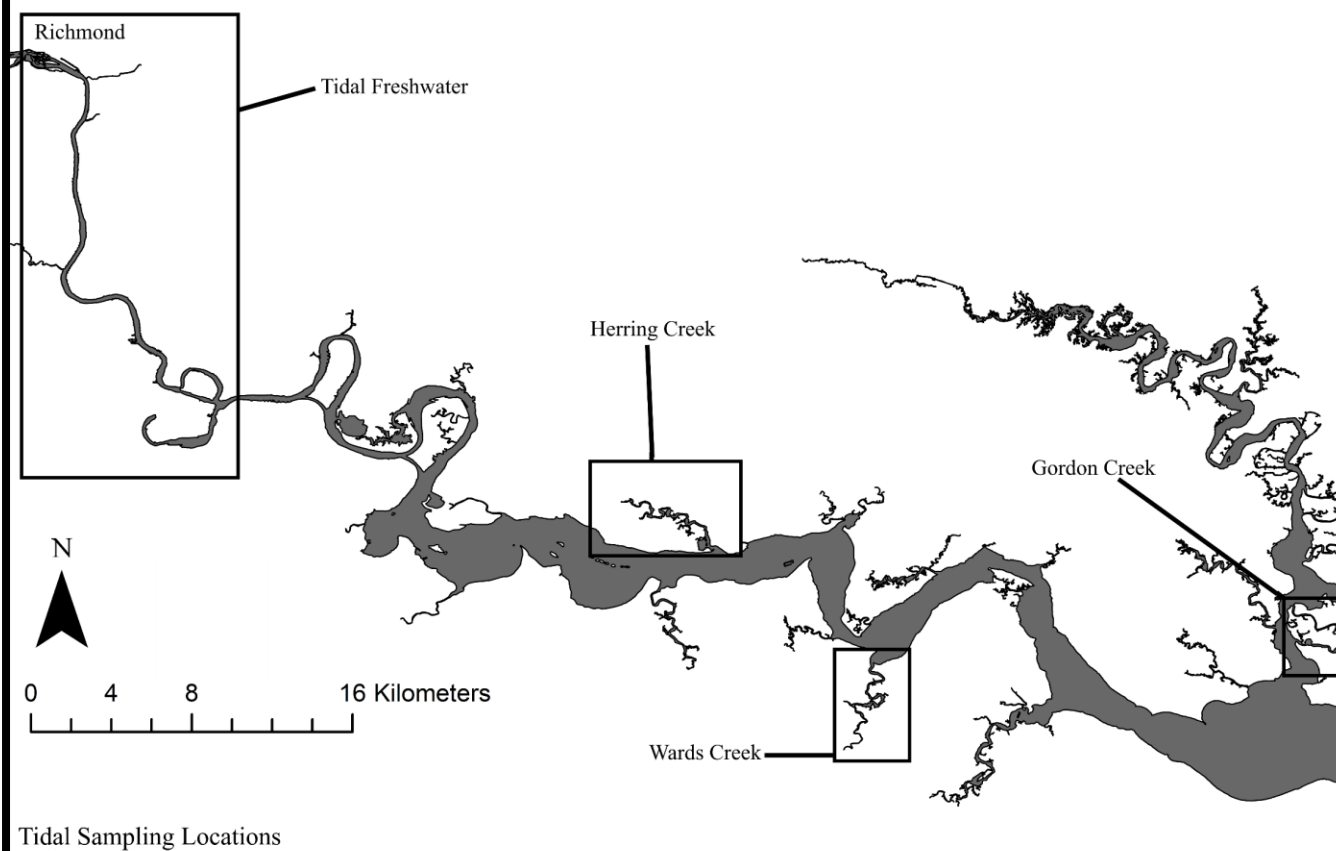 Richmond
Tidal Freshwater
Herring Creek
Gordon Creek
N
0 4 8 16 Kilometers
Wards Creek
Tidal Sampling Locations